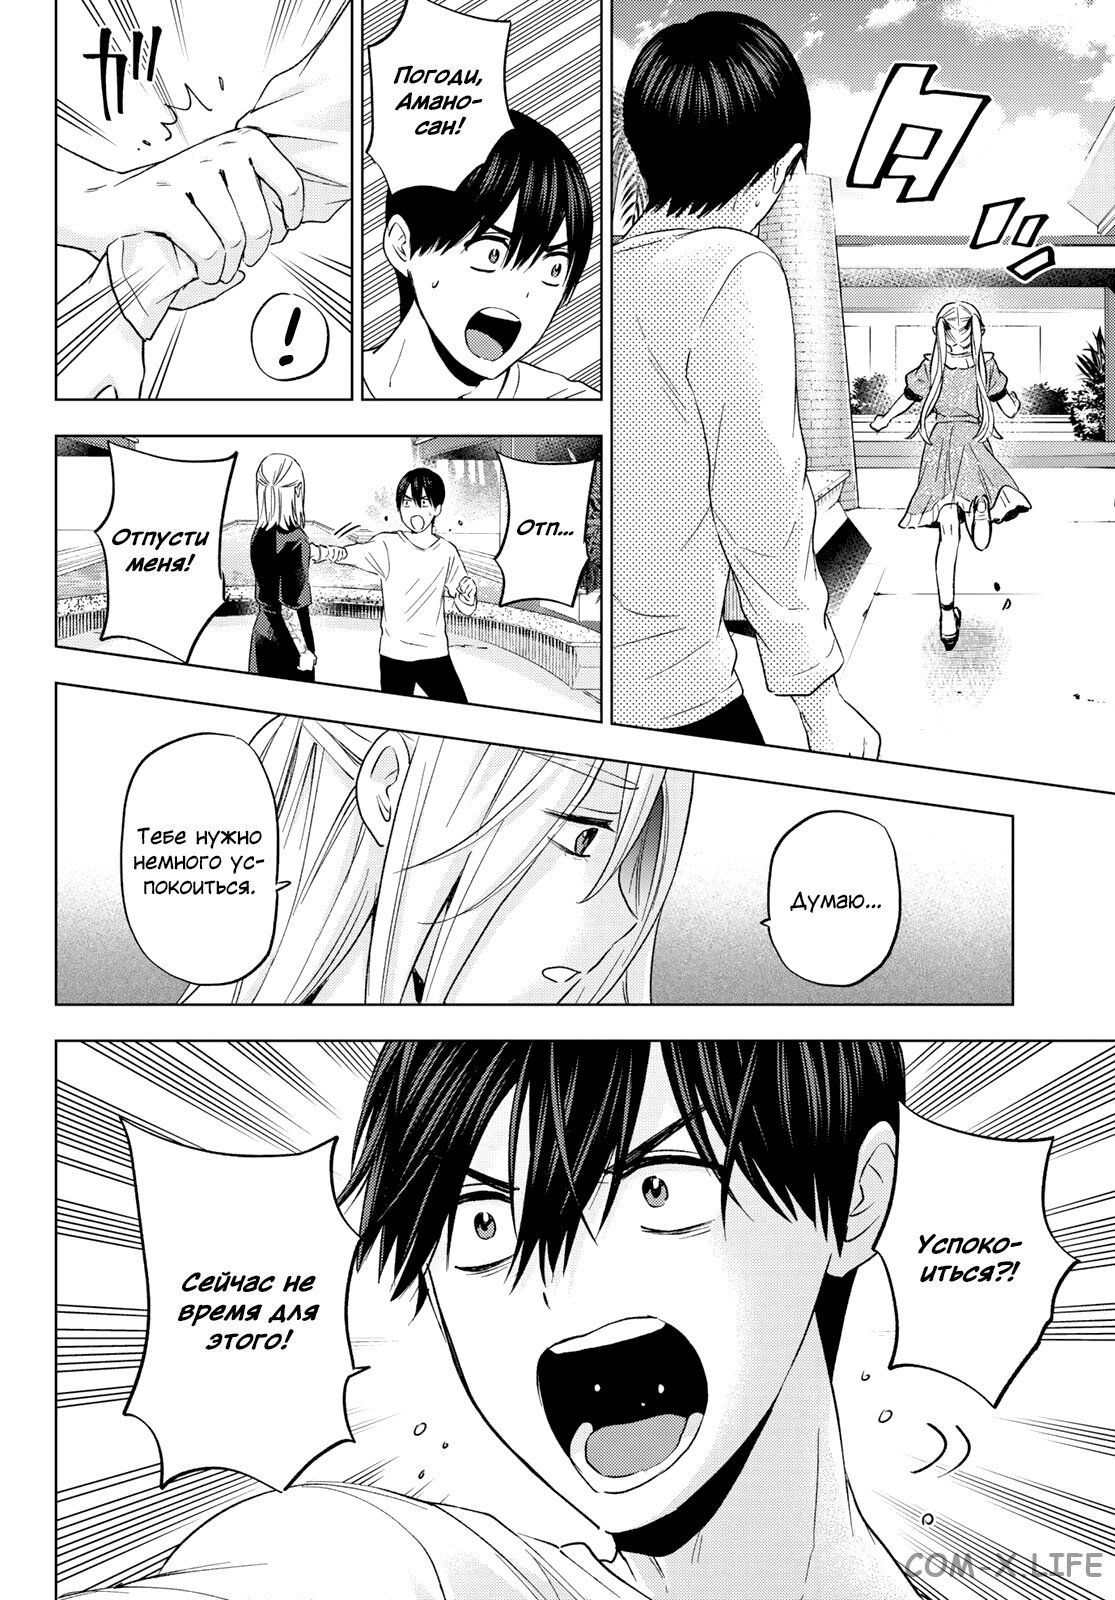 Погоди,
Амано-
сан!
!
Отп...
Отпусти
меня!
Думаю...
Тебе нужно
немного ус-
покоиться.
Успоко-
иться?!
Сейчас не
время для
этого!
COM-X LIFE